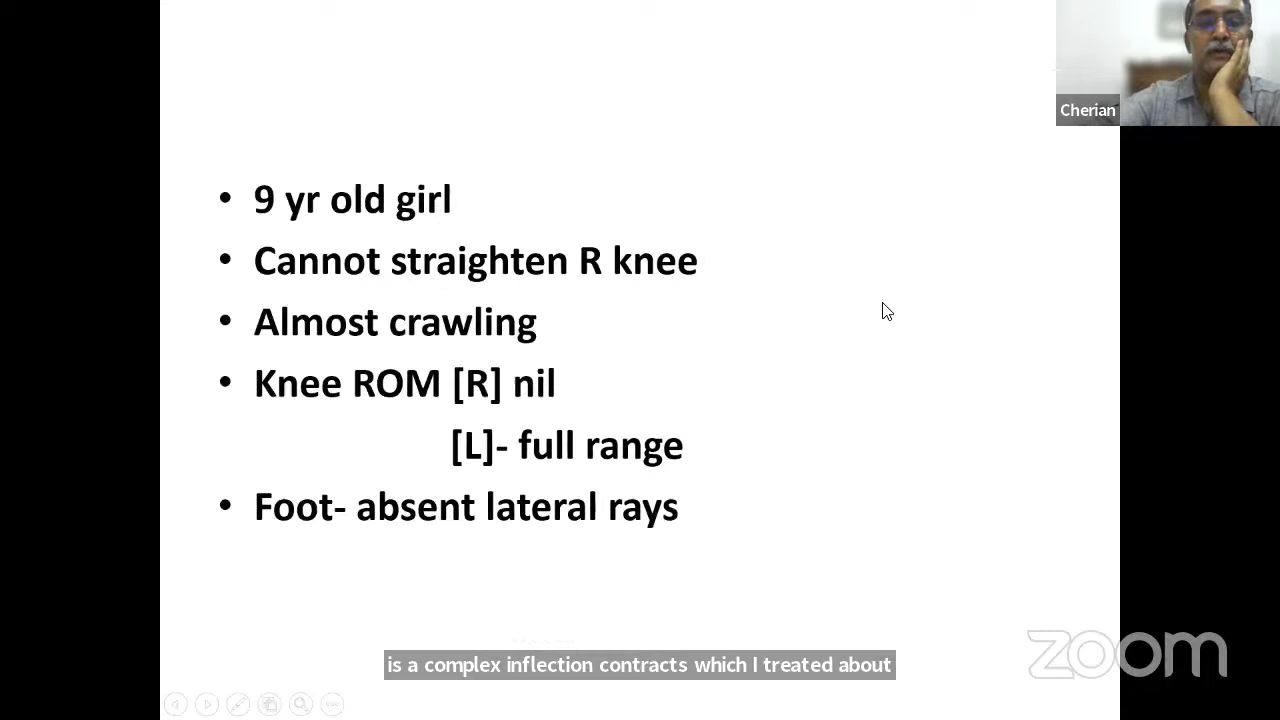 Cherian
• 9 yr old girl
• Cannot straighten R knee
• Almost crawling
• Knee ROM [R] nil
[L]- full range
• Foot- absent lateral rays
is a complex inflection contracts which I treated about
zoom